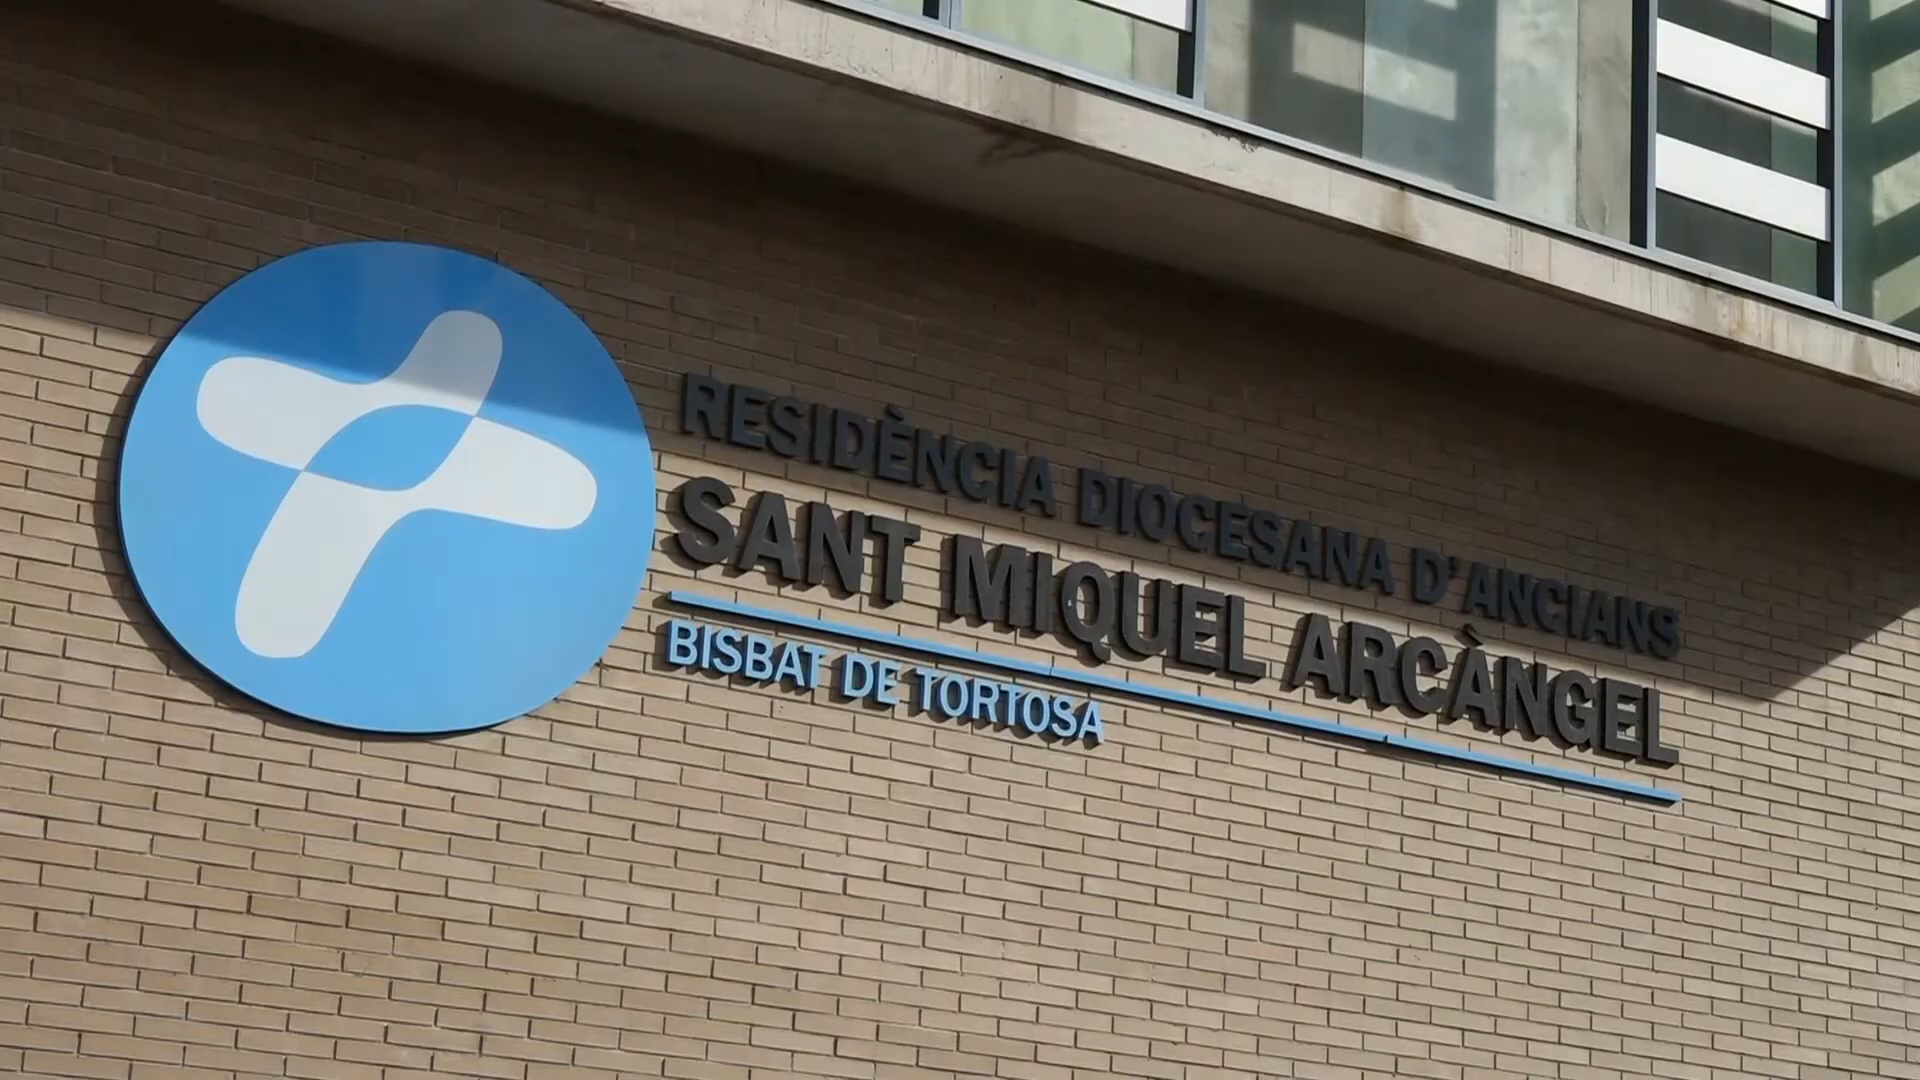 RESIDÈNCIA DIOCESANA D'ANCIANS
SANT MIQUEL ARCÀNGEL
BISBAT DE TORTOSA